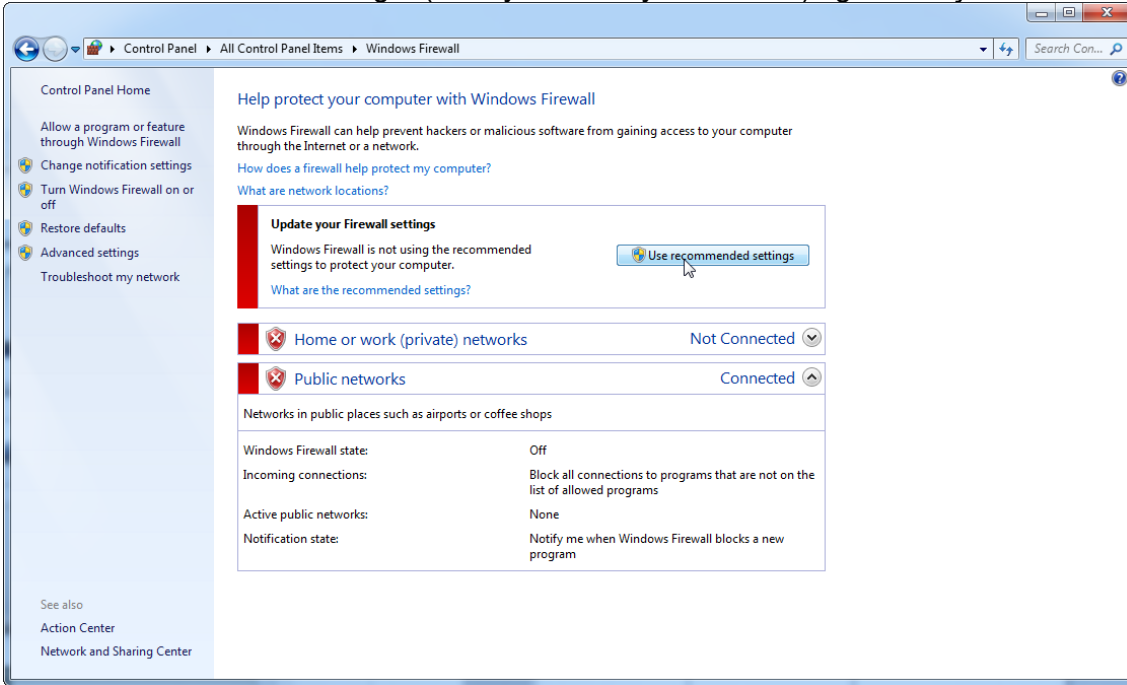 Control Panel ▸ All Control Panel Items ▸ Windows Firewall
Search Con...
Control Panel Home
Allow a program or feature
through Windows Firewall
Change notification settings
Turn Windows Firewall on or
off
Restore defaults
Advanced settings
Troubleshoot my network
See also
Action Center
Network and Sharing Center
Help protect your computer with Windows Firewall
Windows Firewall can help prevent hackers or malicious software from gaining access to your computer
through the Internet or a network.
How does a firewall help protect my computer?
What are network locations?
Update your Firewall settings
Windows Firewall is not using the recommended
settings to protect your computer.
Use recommended settings
What are the recommended settings?
Home or work (private) networks Not Connected
Public networks Connected
Networks in public places such as airports or coffee shops
Windows Firewall state: Off
Incoming connections: Block all connections to programs that are not on the
list of allowed programs
Active public networks: None
Notification state: Notify me when Windows Firewall blocks a new
program